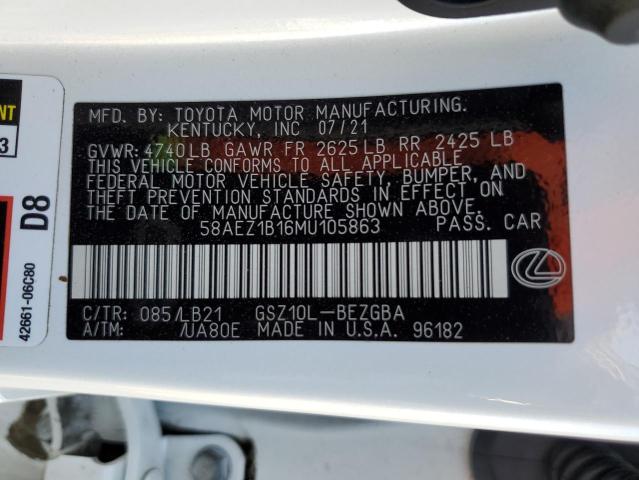 MFD. BY: TOYOTA MOTOR MANUFACTURING.
KENTUCKY, INC 07/21
GVWR: 4740LB GAWR FR 2625LB RR 2425 LB
THIS VEHICLE CONFORMS TO ALL APPLICABLE
FEDERAL MOTOR VEHICLE SAFETY, BUMPER, AND
THEFT PREVENTION STANDARDS IN EFFECT ON
THE DATE OF MANUFACTURE SHOWN ABOVE.
58AEZ1B16MU105863 PASS. CAR
C/TR: 085/LB21 GSZ10L-BEZGBA
A/TM: /UA80E MADE IN U.S.A. 96182
3
D8
42661-06C80